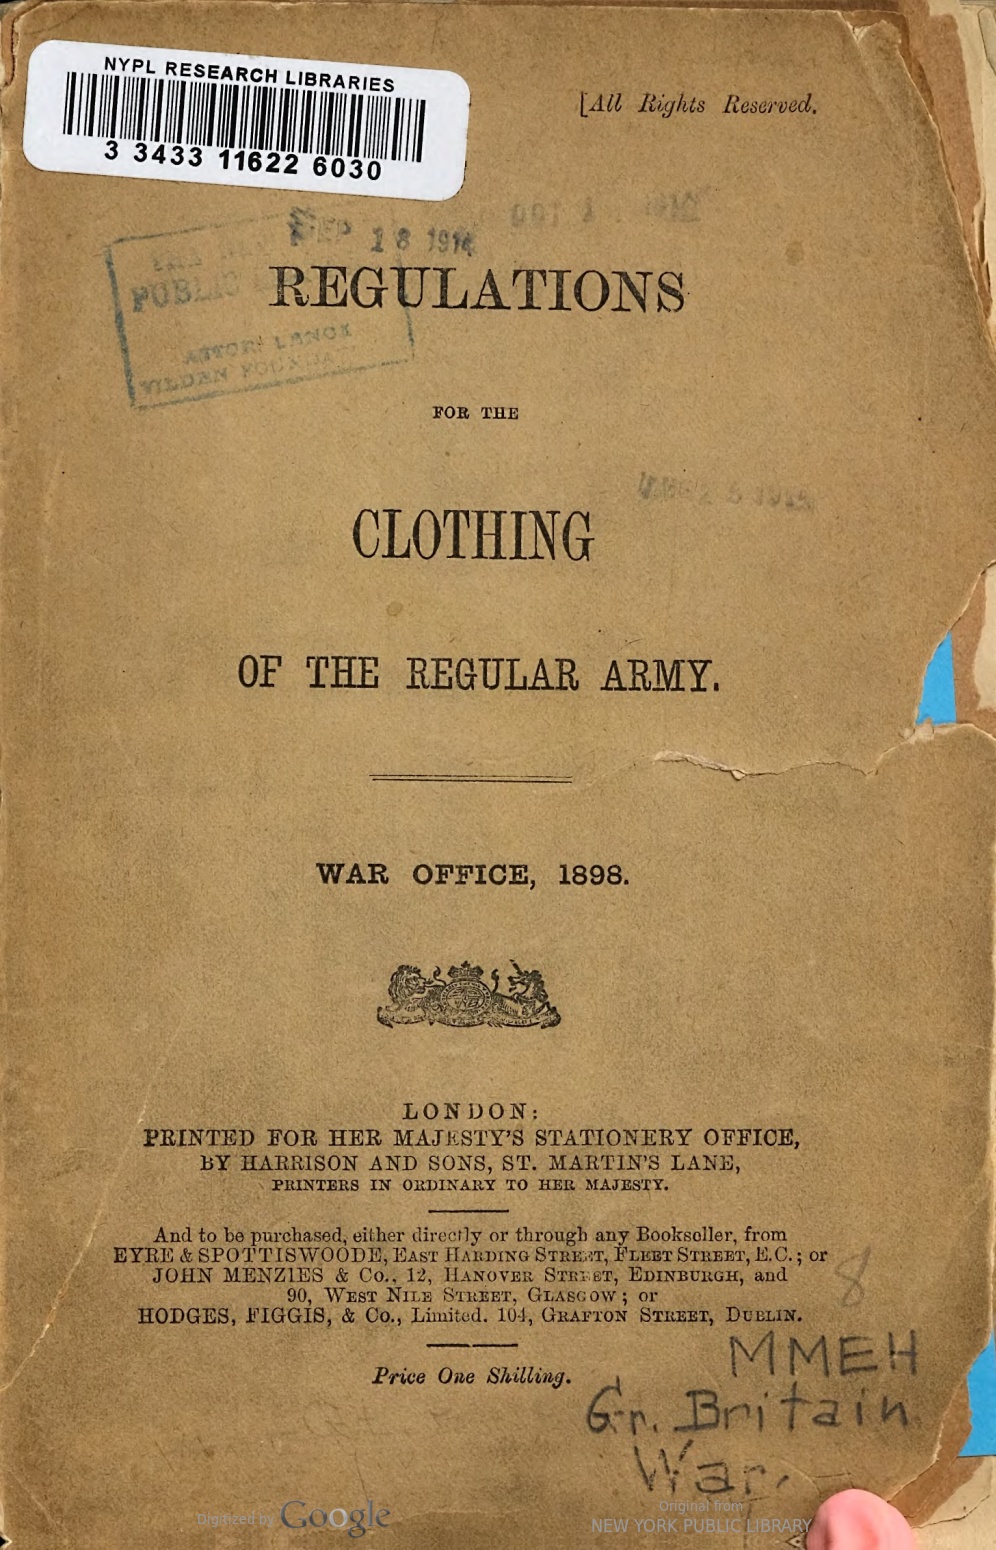 NYPL RESEARCH LIBRARIES
3 3433 11622 6030
[All Rights Reserved.
SEP 18 1914
PUBLIC
ASTOR, LENOX
TILDEN FOUNDAT
REGULATIONS
FOR THE
CLOTHING
OF THE REGULAR ARMY.
WAR OFFICE, 1898.
LONDON:
PRINTED FOR HER MAJESTY'S STATIONERY OFFICE,
BY HARRISON AND SONS, ST. MARTIN'S LANE,
PRINTERS IN ORDINARY TO HER MAJESTY.
And to be purchased, either directly or through any Bookseller, from
EYRE & SPOTTISWOODE, EAST HARDING STREET, FLEET STREET, E.C.; or
JOHN MENZIES & Co., 12, HANOVER STREET, EDINBURGH, and
90, WEST NILE STREET, GLASGOW; or
HODGES, FIGGIS, & Co., Limited. 104, GRAFTON STREET, DUBLIN.
8
Price One Shilling.
MMEH
Gr. Britain
War.
Digitized by Google
Original from
NEW YORK PUBLIC LIBRARY